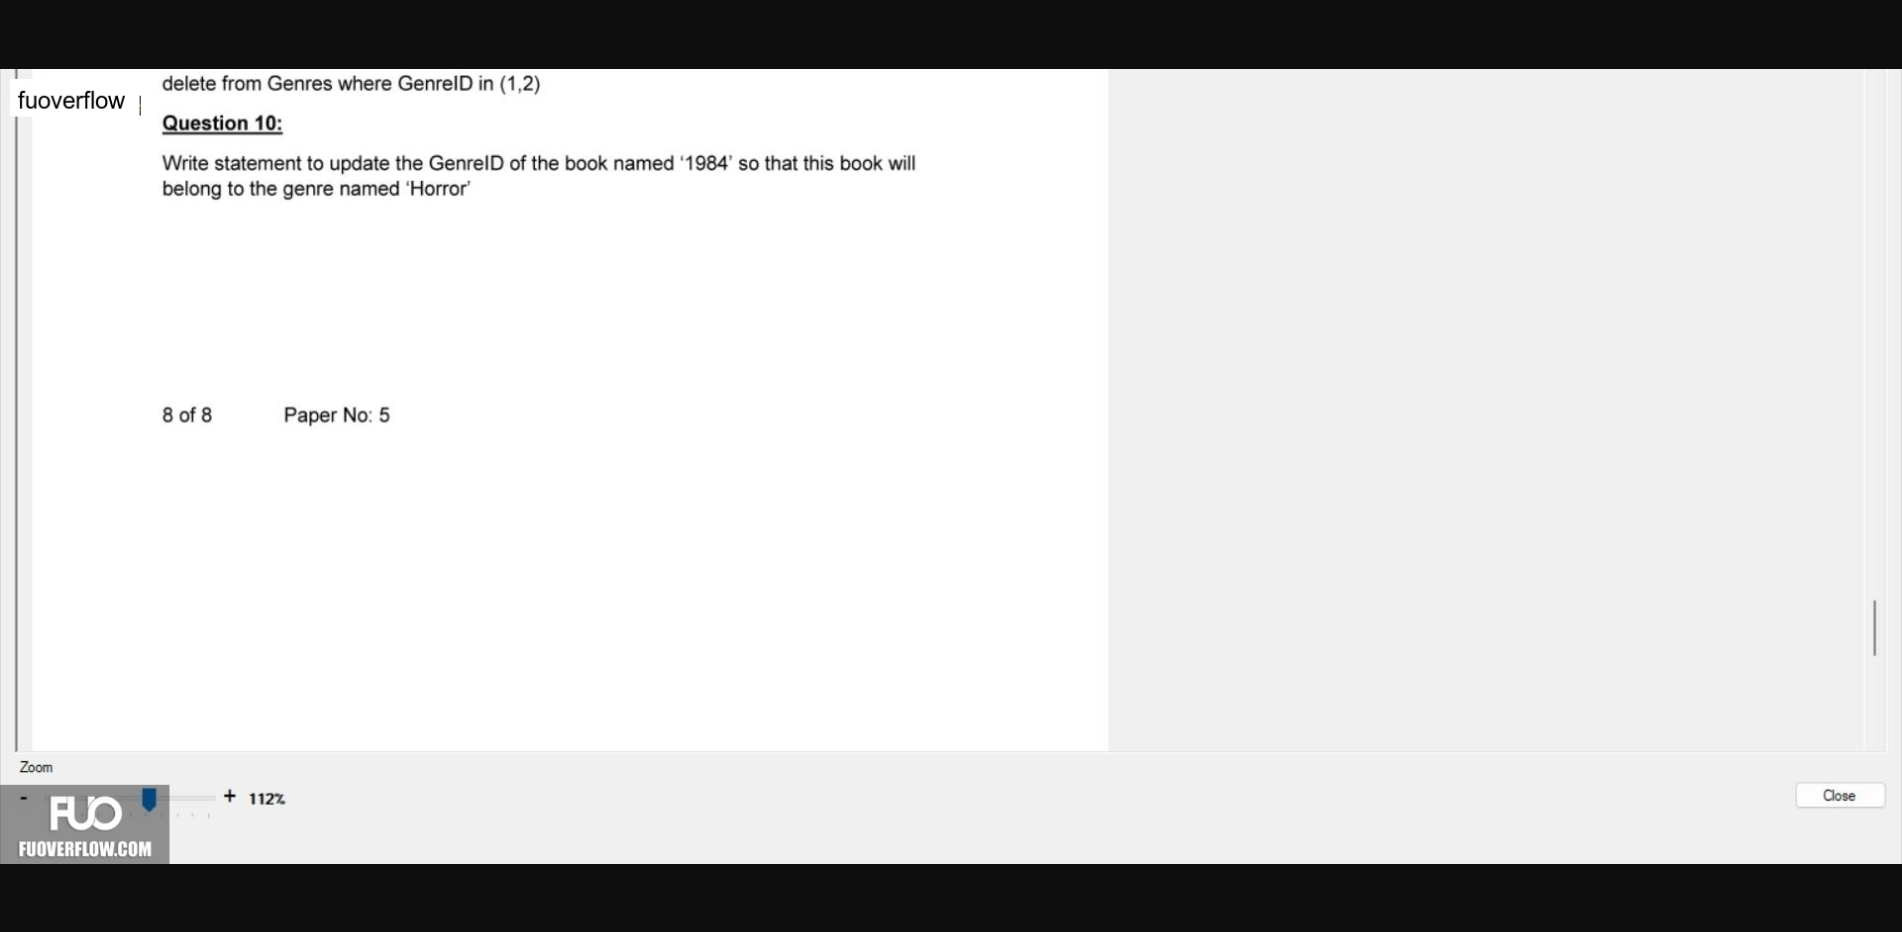 delete from Genres where GenreID in (1,2)
fuoverflow
Question 10:
Write statement to update the GenreID of the book named ‘1984’ so that this book will
belong to the genre named ‘Horror’
8 of 8 Paper No: 5
Zoom
- + 112%
Close
FUO
FUOVERFLOW.COM